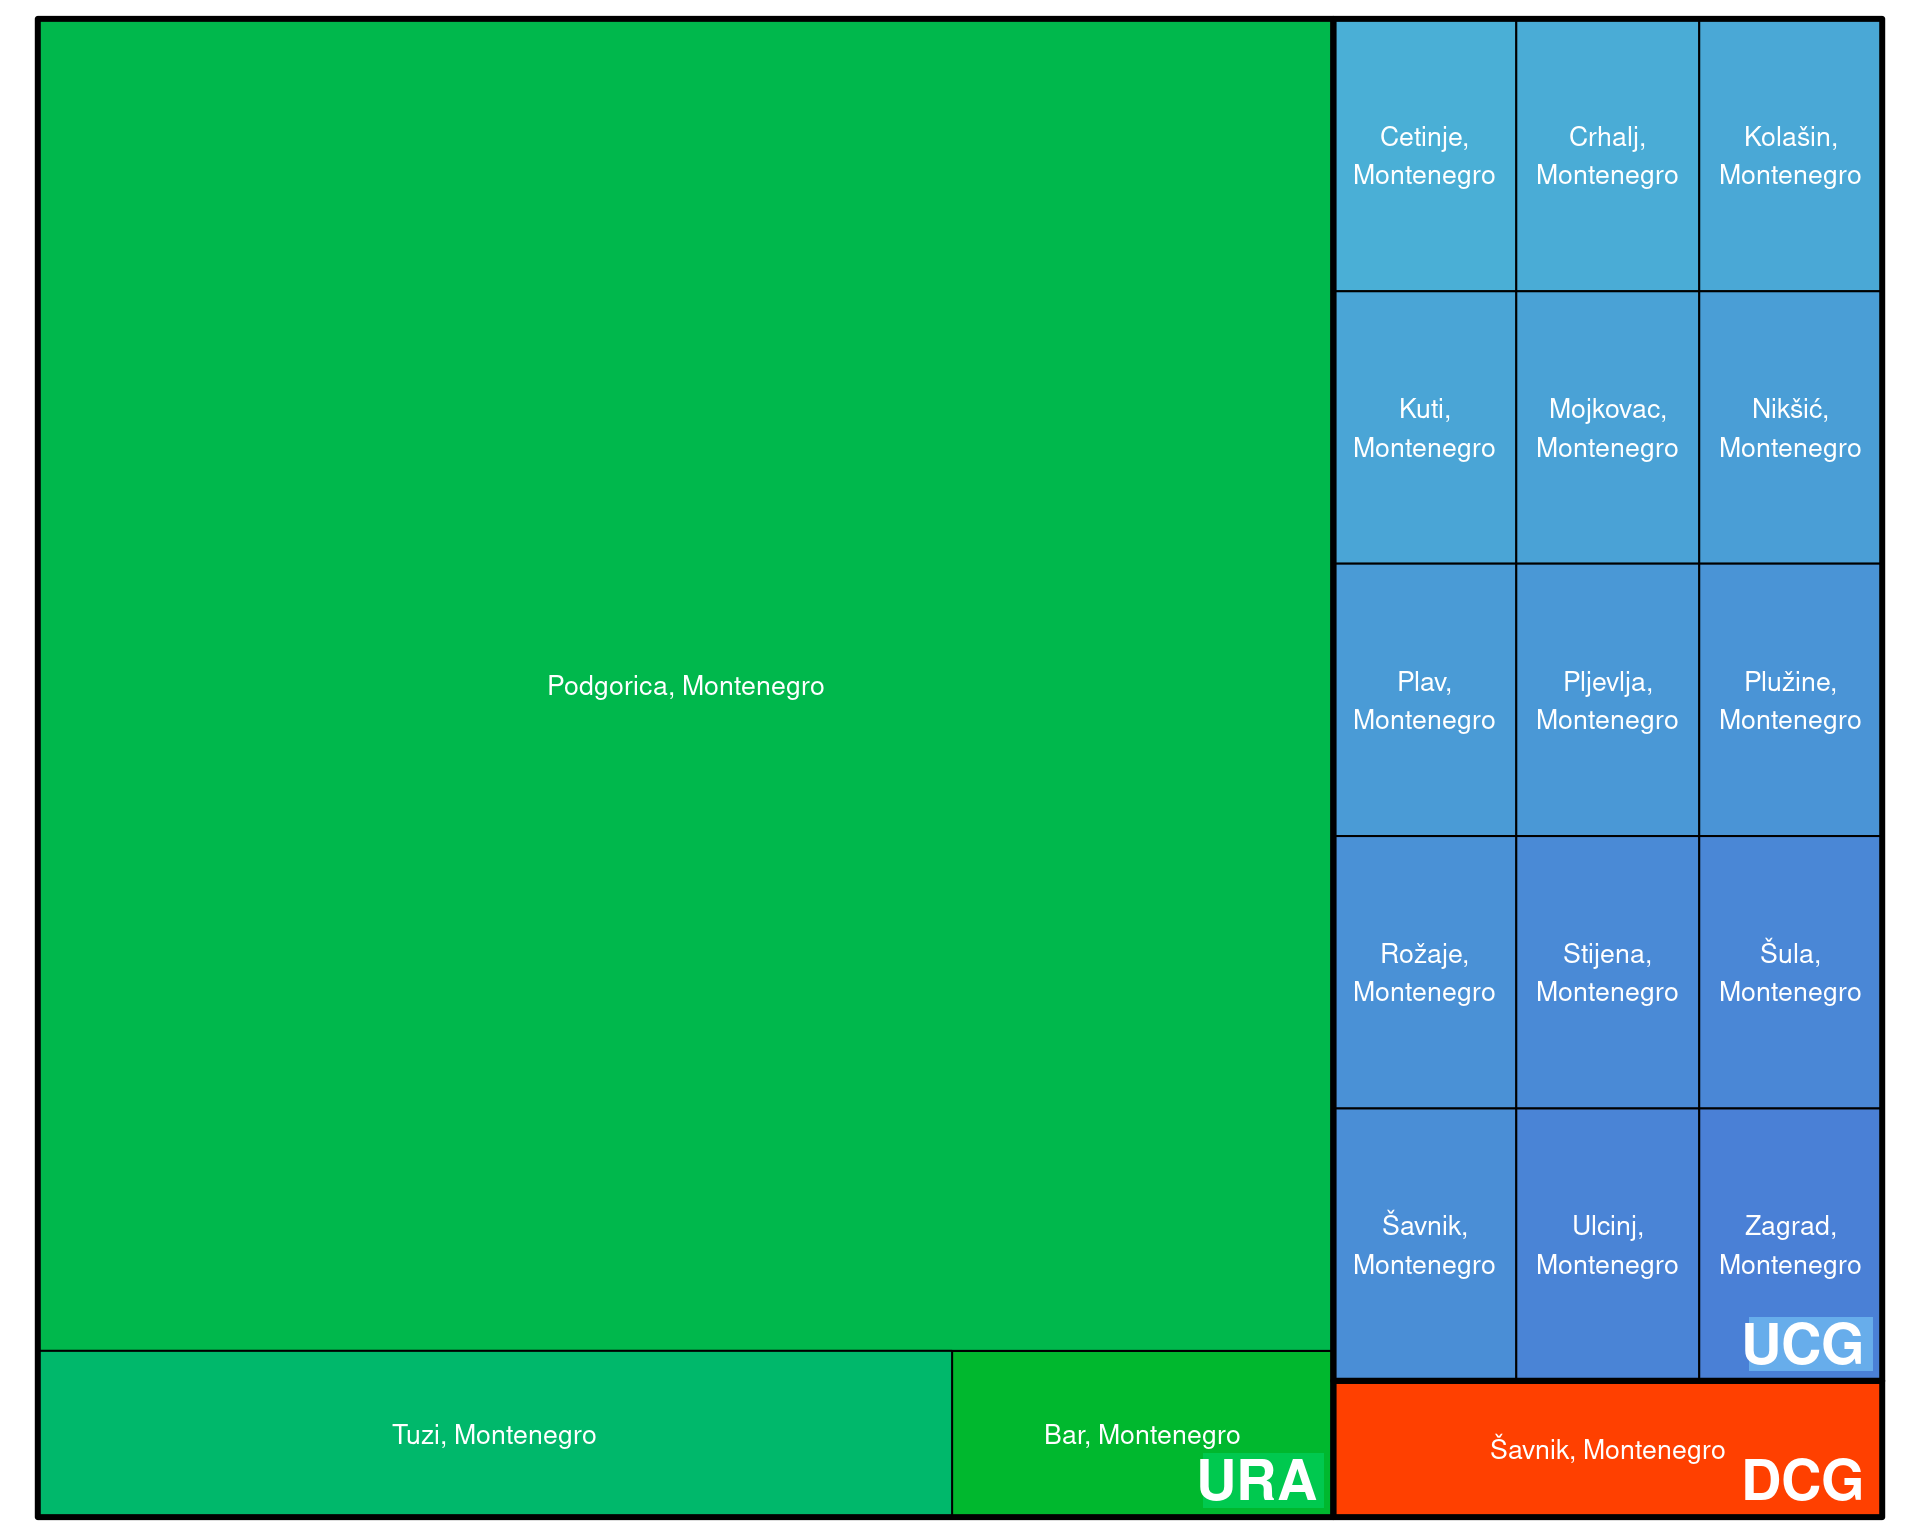 Podgorica, Montenegro
Tuzi, Montenegro
Bar, Montenegro
URA
Cetinje,
Montenegro
Crhalj,
Montenegro
Kolašin,
Montenegro
Kuti,
Montenegro
Mojkovac,
Montenegro
Nikšić,
Montenegro
Plav,
Montenegro
Pljevlja,
Montenegro
Plužine,
Montenegro
Rožaje,
Montenegro
Stijena,
Montenegro
Šula,
Montenegro
Šavnik,
Montenegro
Ulcinj,
Montenegro
Zagrad,
Montenegro
UCG
Šavnik, Montenegro
DCG